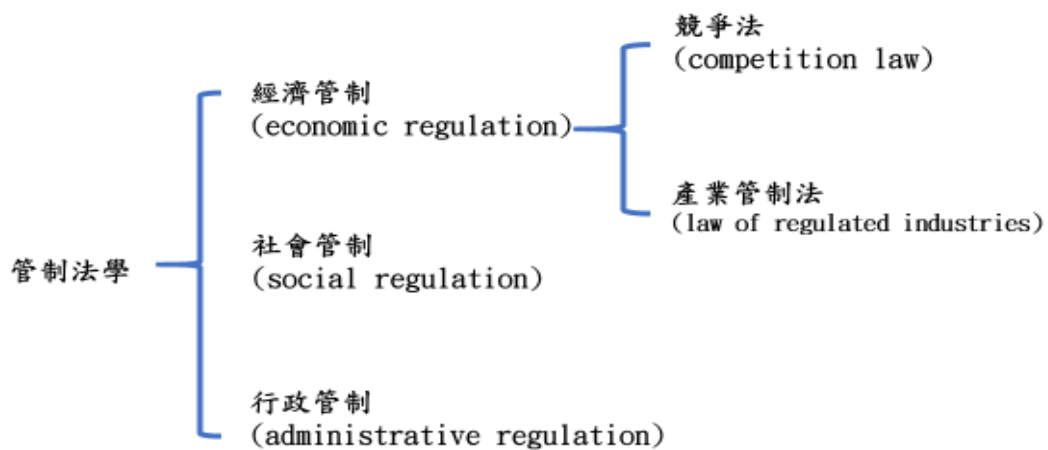 管制法學
經濟管制
(economic regulation)
競爭法
(competition law)
產業管制法
(law of regulated industries)
社會管制
(social regulation)
行政管制
(administrative regulation)